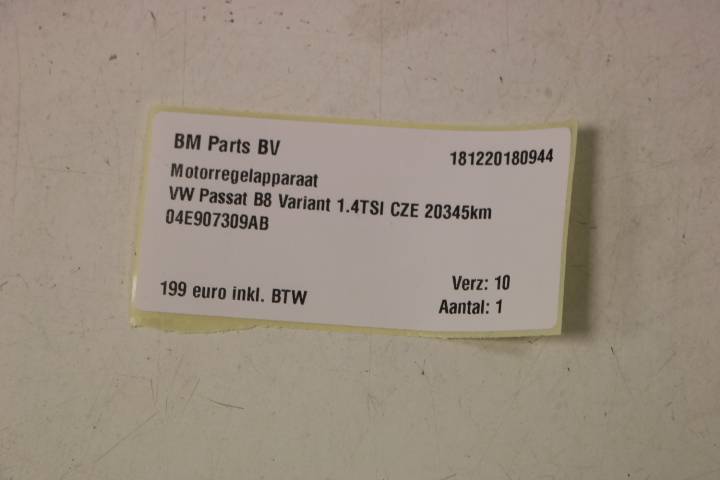 BM Parts BV
181220180944
Motorregelapparaat
VW Passat B8 Variant 1.4TSI CZE 20345km
04E907309AB
199 euro inkl. BTW
Verz: 10
Aantal: 1